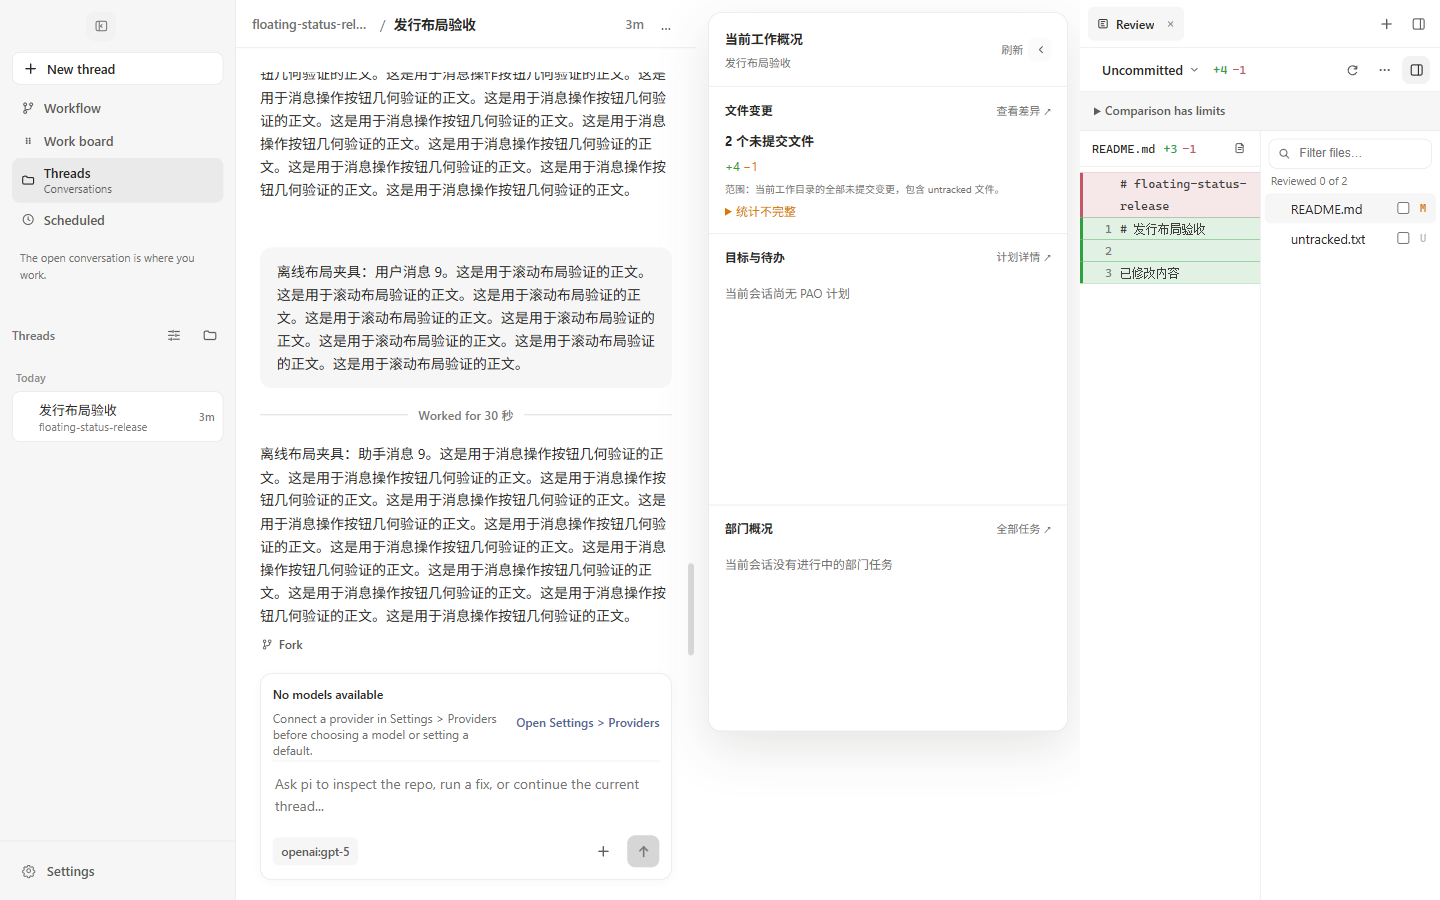 New thread
Workflow
Work board
Threads
Conversations
Scheduled
The open conversation is where you
work.
Threads
Today
发行布局验收
floating-status-release
3m
Settings
floating-status-rel... / 发行布局验收
3m ...
钮几何验证的正文。这是用于消息操作按钮几何验证的正文。这是
用于消息操作按钮几何验证的正文。这是用于消息操作按钮几何验
证的正文。这是用于消息操作按钮几何验证的正文。这是用于消息
操作按钮几何验证的正文。这是用于消息操作按钮几何验证的正
文。这是用于消息操作按钮几何验证的正文。这是用于消息操作按
钮几何验证的正文。这是用于消息操作按钮几何验证的正文。
离线布局夹具：用户消息 9。这是用于滚动布局验证的正文。
这是用于滚动布局验证的正文。这是用于滚动布局验证的正
文。这是用于滚动布局验证的正文。这是用于滚动布局验证的
正文。这是用于滚动布局验证的正文。这是用于滚动布局验证
的正文。这是用于滚动布局验证的正文。
Worked for 30 秒
离线布局夹具：助手消息 9。这是用于消息操作按钮几何验证的正
文。这是用于消息操作按钮几何验证的正文。这是用于消息操作按
钮几何验证的正文。这是用于消息操作按钮几何验证的正文。这是
用于消息操作按钮几何验证的正文。这是用于消息操作按钮几何验
证的正文。这是用于消息操作按钮几何验证的正文。这是用于消息
操作按钮几何验证的正文。这是用于消息操作按钮几何验证的正
文。这是用于消息操作按钮几何验证的正文。这是用于消息操作按
钮几何验证的正文。这是用于消息操作按钮几何验证的正文。
Fork
No models available
Connect a provider in Settings > Providers
before choosing a model or setting a
default.
Open Settings > Providers
Ask pi to inspect the repo, run a fix, or continue the current
thread...
openai:gpt-5
当前工作概况
发行布局验收
刷新
文件变更
查看差异 ↗
2 个未提交文件
+4 −1
范围：当前工作目录的全部未提交变更，包含 untracked 文件。
▶ 统计不完整
目标与待办
计划详情 ↗
当前会话尚无 PAO 计划
部门概况
全部任务 ↗
当前会话没有进行中的部门任务
Review ×
Uncommitted +4 −1
▶ Comparison has limits
README.md +3 −1
# floating-status-
release
1 # 发行布局验收
2
3 已修改内容
Filter files…
Reviewed 0 of 2
README.md M
untracked.txt U